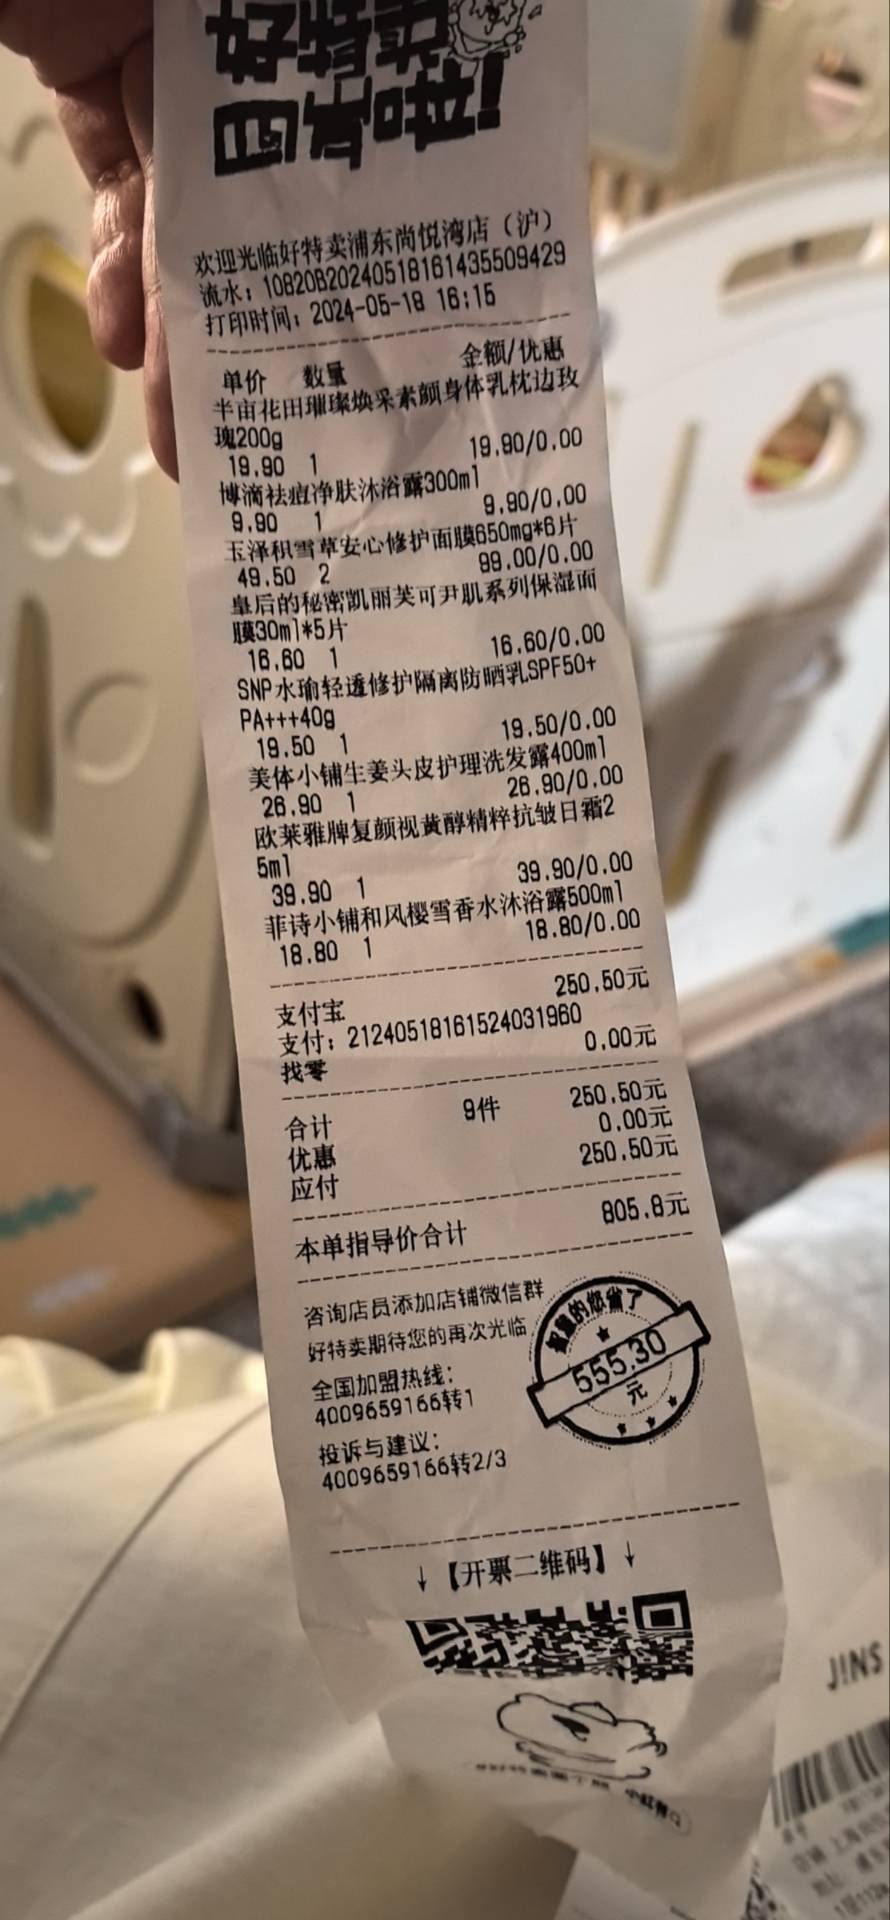 好特卖
冒个啦!
欢迎光临好特卖浦东尚悦湾店（沪）
流水：10820B20240518161435509429
打印时间：2024-05-18 16:15
单价 数量 金额/优惠
半亩花田璀璨焕采素颜身体乳枕边玫
瑰200g
19.90 1 19.90/0.00
博滴祛痘净肤沐浴露300ml
9.90 1 9.90/0.00
玉泽积雪草安心修护面膜650mg*6片
49.50 2 99.00/0.00
皇后的秘密凯丽芙可尹肌系列保湿面
膜30ml*5片
16.60 1 16.60/0.00
SNP水瑜轻透修护隔离防晒乳SPF50+
PA+++40g
19.50 1 19.50/0.00
美体小铺生姜头皮护理洗发露400ml
26.90 1 26.90/0.00
欧莱雅牌复颜视黄醇精粹抗皱日霜2
5ml
39.90 1 39.90/0.00
菲诗小铺和风樱雪香水沐浴露500ml
18.80 1 18.80/0.00
支付宝 250.50元
支付：21240518161524031960
找零 0.00元
合计 9件 250.50元
优惠 0.00元
应付 250.50元
本单指导价合计 805.8元
咨询店员添加店铺微信群
好特卖期待您的再次光临
全国加盟热线：
4009659166转1
投诉与建议：
4009659166转2/3
智慧的您省了
555.30
元
↓【开票二维码】↓
小红书
JINS